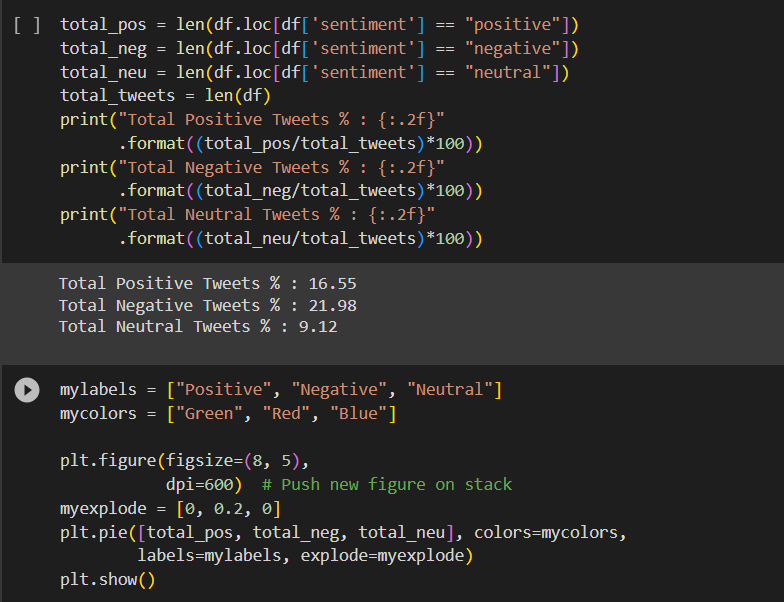 [ ] total_pos = len(df.loc[df['sentiment'] == "positive"])
total_neg = len(df.loc[df['sentiment'] == "negative"])
total_neu = len(df.loc[df['sentiment'] == "neutral"])
total_tweets = len(df)
print("Total Positive Tweets % : {:.2f}"
      .format((total_pos/total_tweets)*100))
print("Total Negative Tweets % : {:.2f}"
      .format((total_neg/total_tweets)*100))
print("Total Neutral Tweets % : {:.2f}"
      .format((total_neu/total_tweets)*100))
Total Positive Tweets % : 16.55
Total Negative Tweets % : 21.98
Total Neutral Tweets % : 9.12
mylabels = ["Positive", "Negative", "Neutral"]
mycolors = ["Green", "Red", "Blue"]
plt.figure(figsize=(8, 5),
           dpi=600)  # Push new figure on stack
myexplode = [0, 0.2, 0]
plt.pie([total_pos, total_neg, total_neu], colors=mycolors,
        labels=mylabels, explode=myexplode)
plt.show()